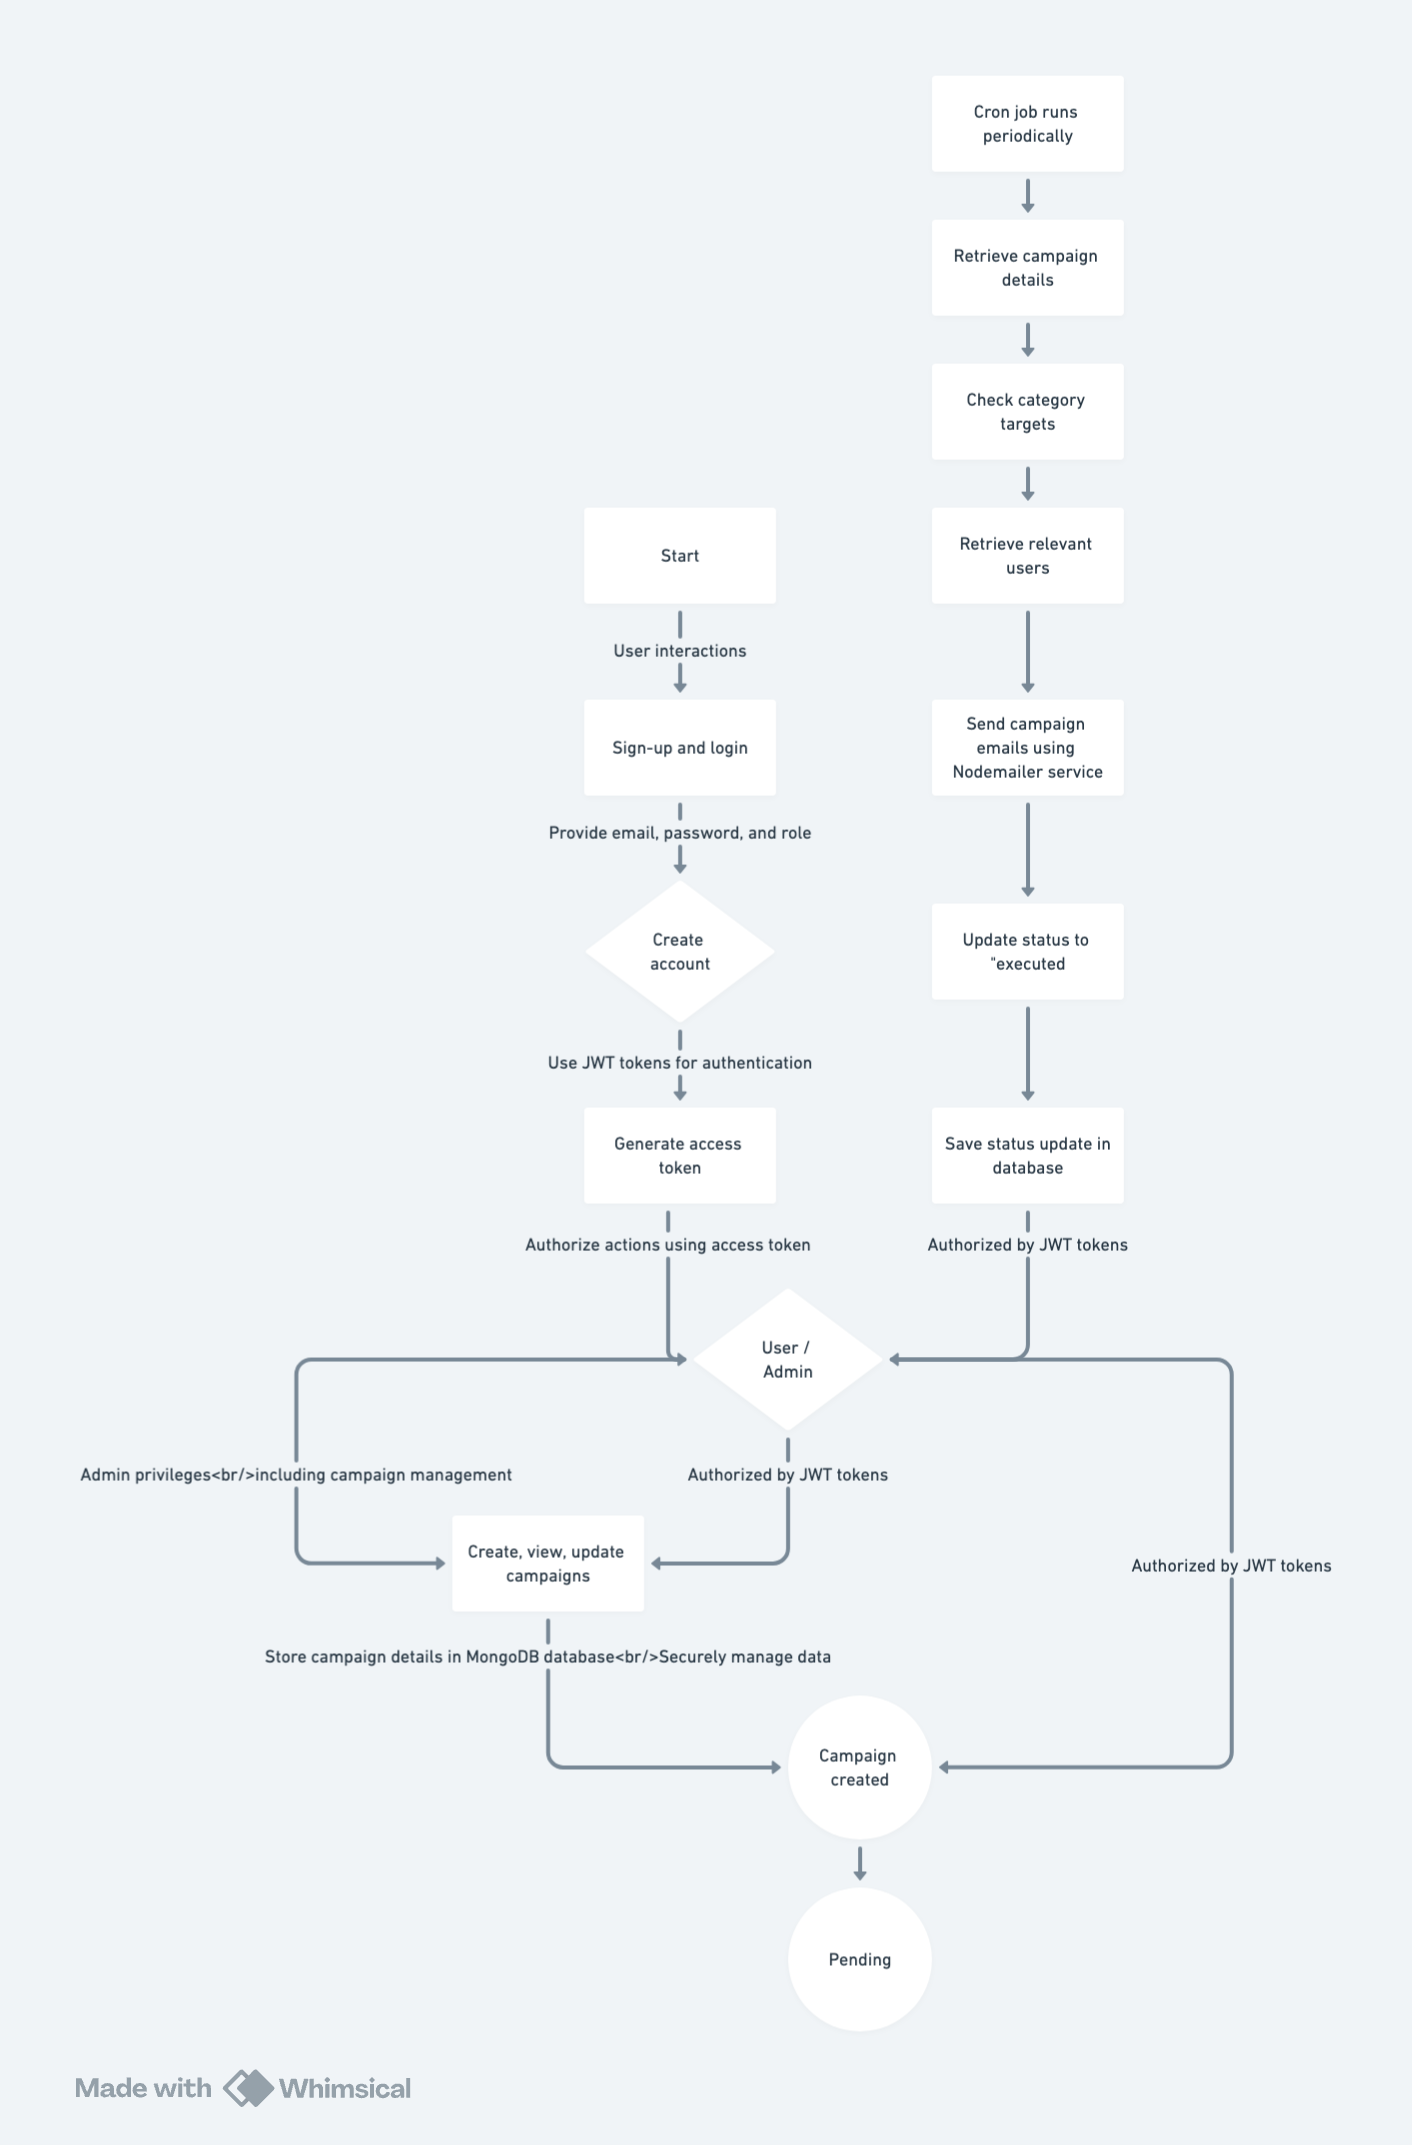 Cron job runs
periodically
Retrieve campaign
details
Check category
targets
Start
Retrieve relevant
users
User interactions
Sign-up and login
Send campaign
emails using
Nodemailer service
Provide email, password, and role
Create
account
Update status to
"executed
Use JWT tokens for authentication
Generate access
token
Save status update in
database
Authorize actions using access token
Authorized by JWT tokens
User /
Admin
Admin privileges<br/>including campaign management
Authorized by JWT tokens
Create, view, update
campaigns
Authorized by JWT tokens
Store campaign details in MongoDB database<br/>Securely manage data
Campaign
created
Pending
Made with Whimsical